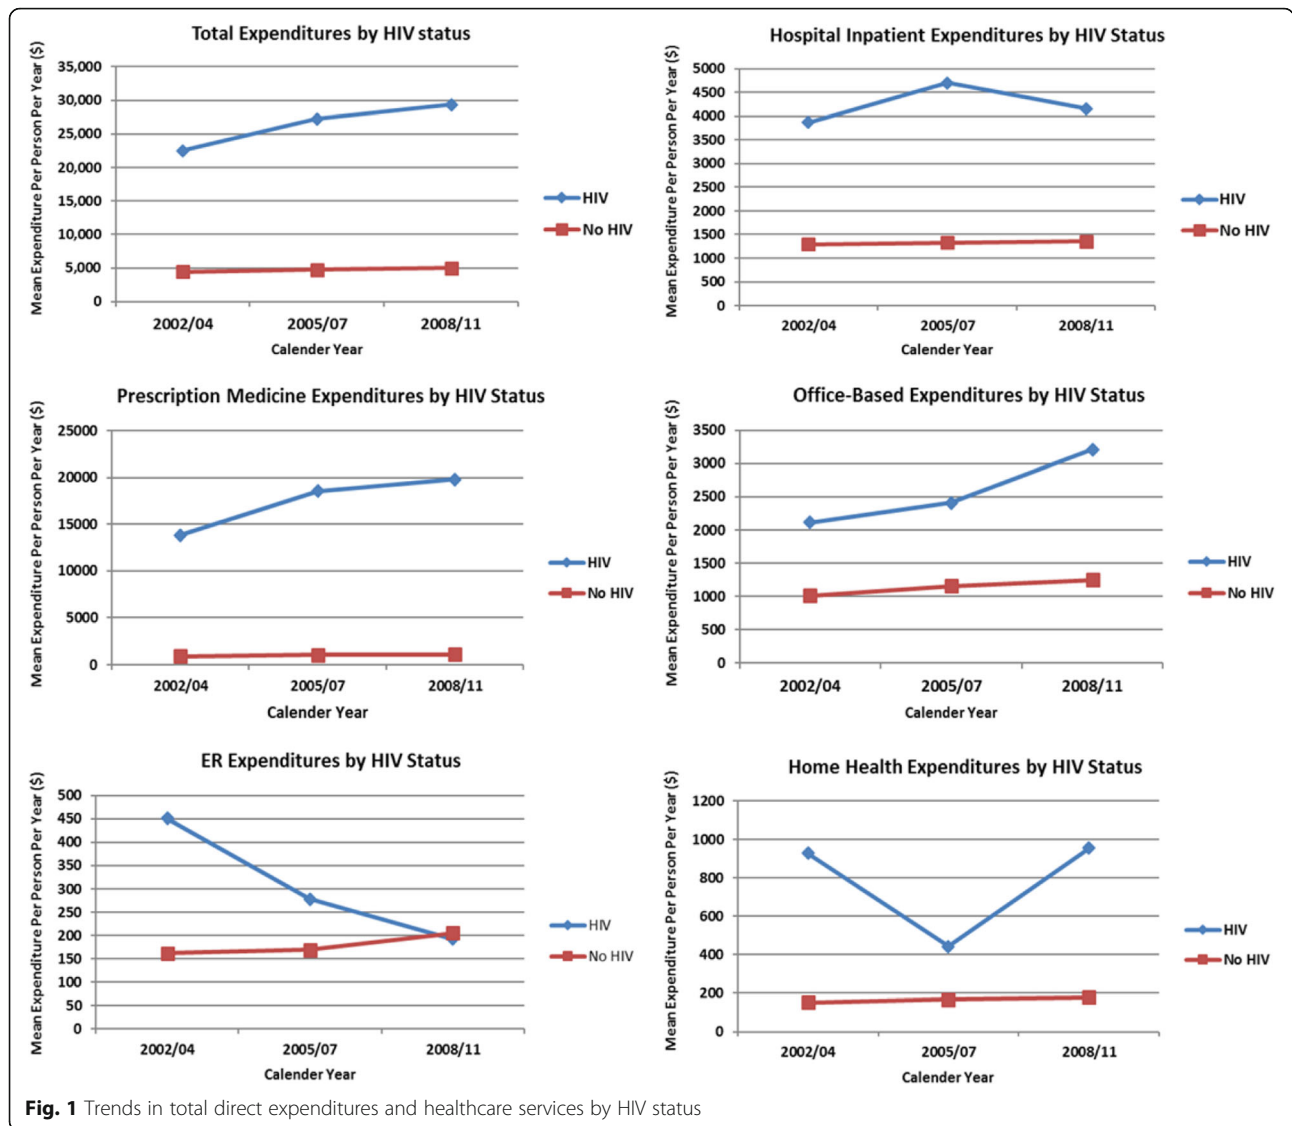 Total Expenditures by HIV status
Mean Expenditure Per Person Per Year ($)
35,000
30,000
25,000
20,000
15,000
10,000
5,000
0
2002/04 2005/07 2008/11
Calender Year
HIV
No HIV
Hospital Inpatient Expenditures by HIV Status
Mean Expenditure Per Person Per Year ($)
5000
4500
4000
3500
3000
2500
2000
1500
1000
500
0
2002/04 2005/07 2008/11
Calender Year
HIV
No HIV
Prescription Medicine Expenditures by HIV Status
Mean Expenditure Per Person Per Year ($)
25000
20000
15000
10000
5000
0
2002/04 2005/07 2008/11
Calender Year
HIV
No HIV
Office-Based Expenditures by HIV Status
Mean Expenditure Per Person Per Year ($)
3500
3000
2500
2000
1500
1000
500
0
2002/04 2005/07 2008/11
Calender Year
HIV
No HIV
ER Expenditures by HIV Status
Mean Expenditure Per Person Per Year ($)
500
450
400
350
300
250
200
150
100
50
0
2002/04 2005/07 2008/11
Calender Year
HIV
No HIV
Home Health Expenditures by HIV Status
Mean Expenditure Per Person Per Year ($)
1200
1000
800
600
400
200
0
2002/04 2005/07 2008/11
Calender Year
HIV
No HIV
Fig. 1 Trends in total direct expenditures and healthcare services by HIV status